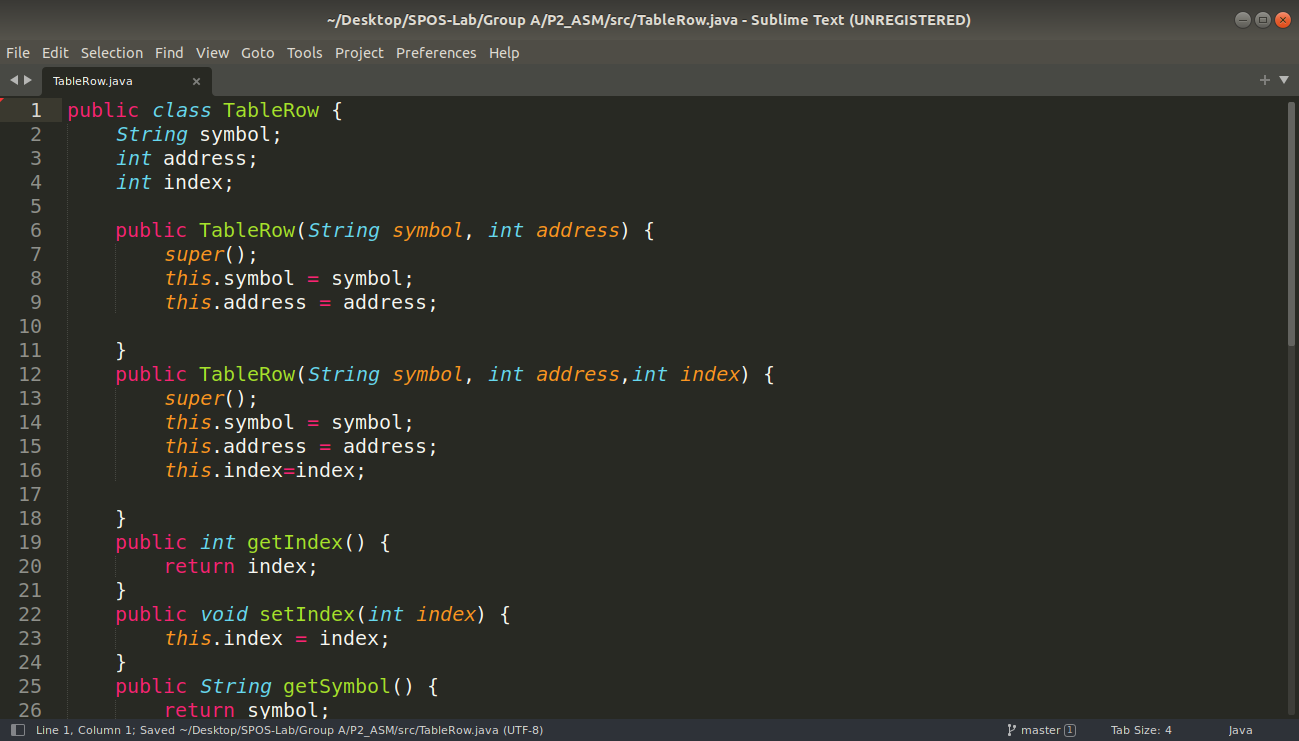 ~/Desktop/SPOS-Lab/Group A/P2_ASM/src/TableRow.java - Sublime Text (UNREGISTERED)
File Edit Selection Find View Goto Tools Project Preferences Help
TableRow.java
1 public class TableRow {
2 String symbol;
3 int address;
4 int index;
5
6 public TableRow(String symbol, int address) {
7 super();
8 this.symbol = symbol;
9 this.address = address;
10
11 }
12 public TableRow(String symbol, int address,int index) {
13 super();
14 this.symbol = symbol;
15 this.address = address;
16 this.index=index;
17
18 }
19 public int getIndex() {
20 return index;
21 }
22 public void setIndex(int index) {
23 this.index = index;
24 }
25 public String getSymbol() {
26 return symbol;
Line 1, Column 1; Saved ~/Desktop/SPOS-Lab/Group A/P2_ASM/src/TableRow.java (UTF-8) master 1 Tab Size: 4 Java